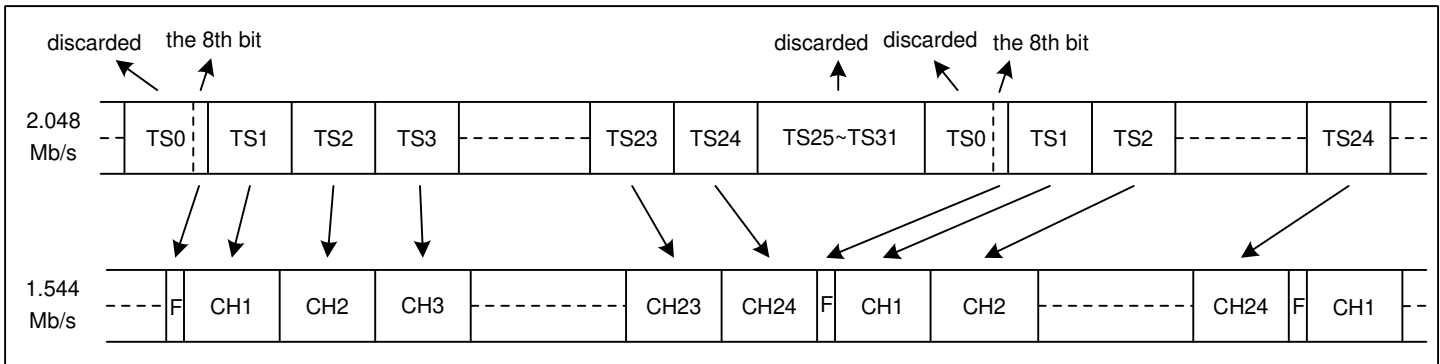 discarded the 8th bit discarded discarded the 8th bit
2.048 Mb/s
TS0 TS1 TS2 TS3 TS23 TS24 TS25~TS31 TS0 TS1 TS2 TS24
1.544 Mb/s
F CH1 CH2 CH3 CH23 CH24 F CH1 CH2 CH24 F CH1